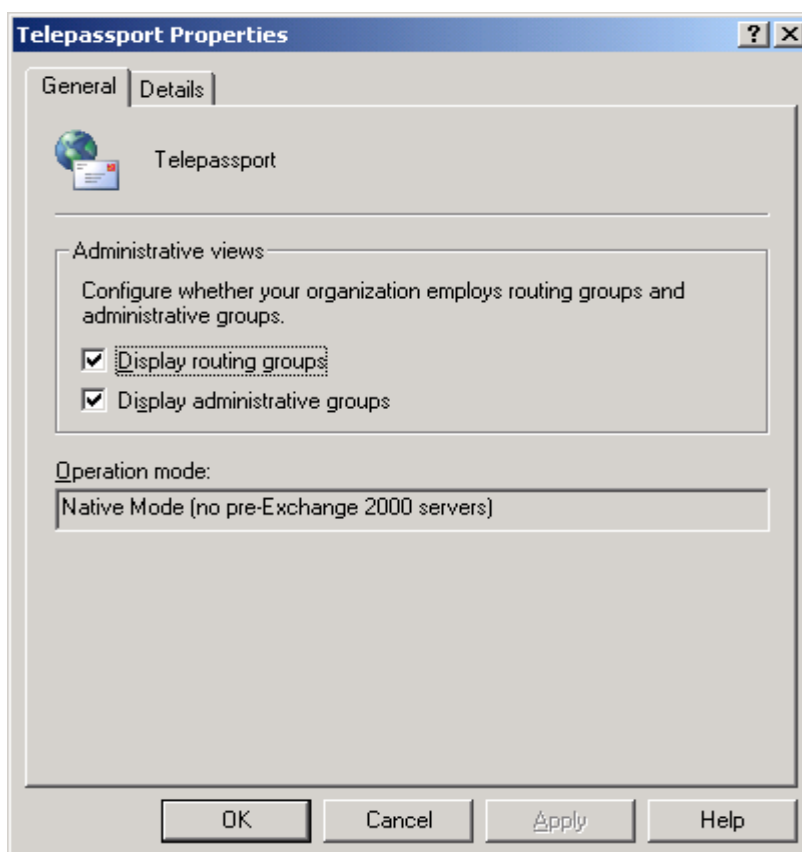 Telepassport Properties
General
Details
Telepassport
Administrative views
Configure whether your organization employs routing groups and
administrative groups.
Display routing groups
Display administrative groups
Operation mode:
Native Mode (no pre-Exchange 2000 servers)
OK
Cancel
Apply
Help